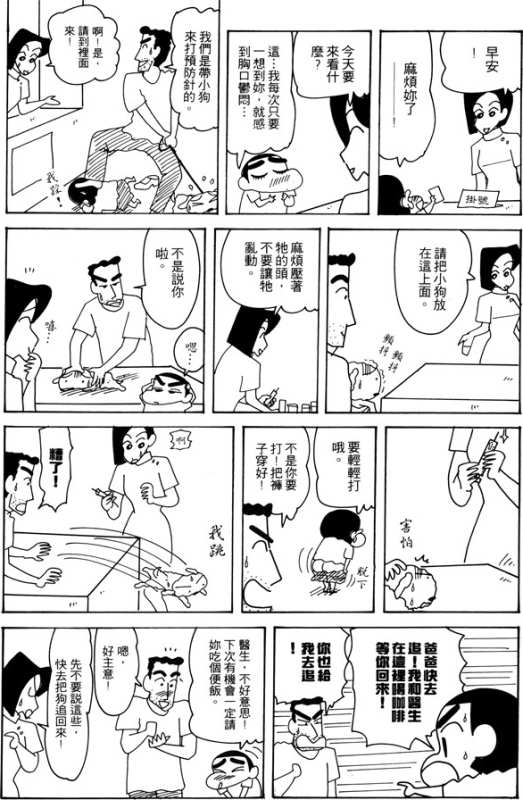 早安
！
麻煩妳了
……
掛號
今天要
來看什
麼？
這…我每次只要
一想到妳，就感
到胸口鬱悶…
我們是帶小狗
來打預防針的。
啊！是，
請到裡面
來！
我跳！
請把小狗放
在這上面。
顫抖
顫抖
麻煩壓著
牠的頭，
不要讓牠
亂動。
不是說你
啦。
嗯…
害怕
要輕輕打
哦。
脫下
不是你要
打！把褲
子穿好！
啊！
糟了！
我跳
爸爸快去
追！我和醫生
在這裡喝咖啡
等你回來！
你也給
我去追
！
醫生，不好意思！
下次有機會一定請
妳吃個便飯。
嗯，
好主意！
先不要說這些，
快去把狗追回來！